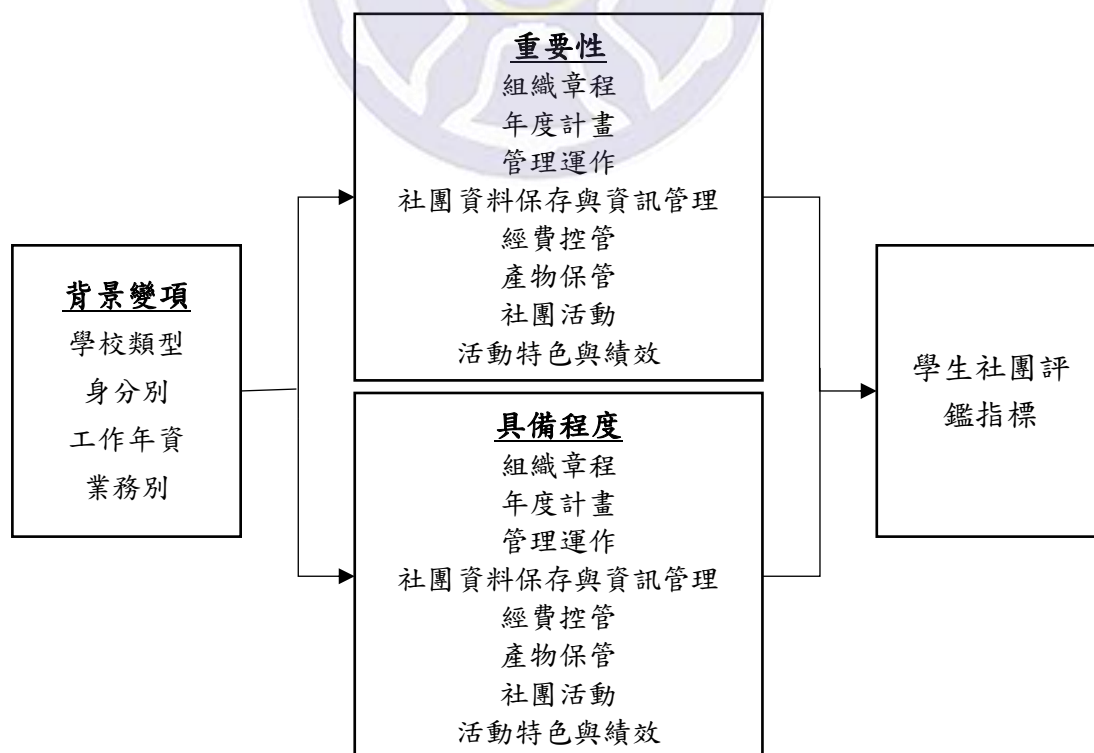 背景變項
學校類型
身分別
工作年資
業務別
重要性
組織章程
年度計畫
管理運作
社團資料保存與資訊管理
經費控管
產物保管
社團活動
活動特色與績效
具備程度
組織章程
年度計畫
管理運作
社團資料保存與資訊管理
經費控管
產物保管
社團活動
活動特色與績效
學生社團評
鑑指標